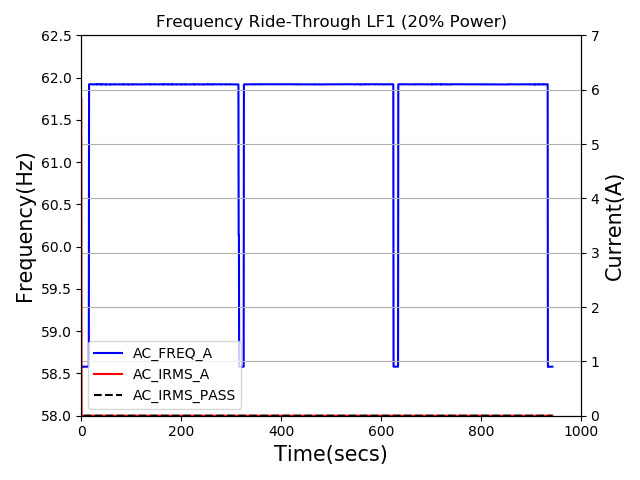 Frequency Ride-Through LF1 (20% Power)
62.5
62.0
61.5
61.0
60.5
60.0
59.5
59.0
58.5
58.0
Frequency(Hz)
7
6
5
4
3
2
1
0
Current(A)
AC_FREQ_A
AC_IRMS_A
AC_IRMS_PASS
0 200 400 600 800 1000
Time(secs)